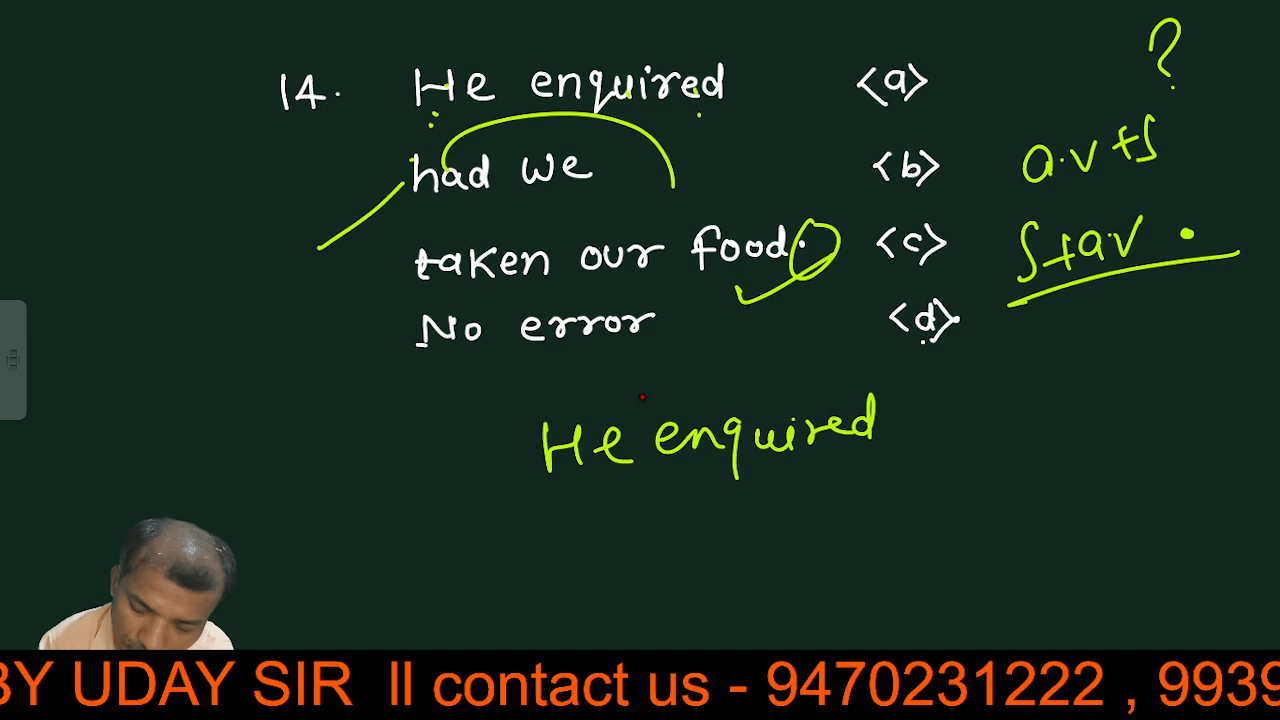 ?
14. He enquired <a>
had we <b> a.v + S
taken our food. <c> S + a.v .
No error <d>
He enquired
BY UDAY SIR ll contact us - 9470231222 , 9939